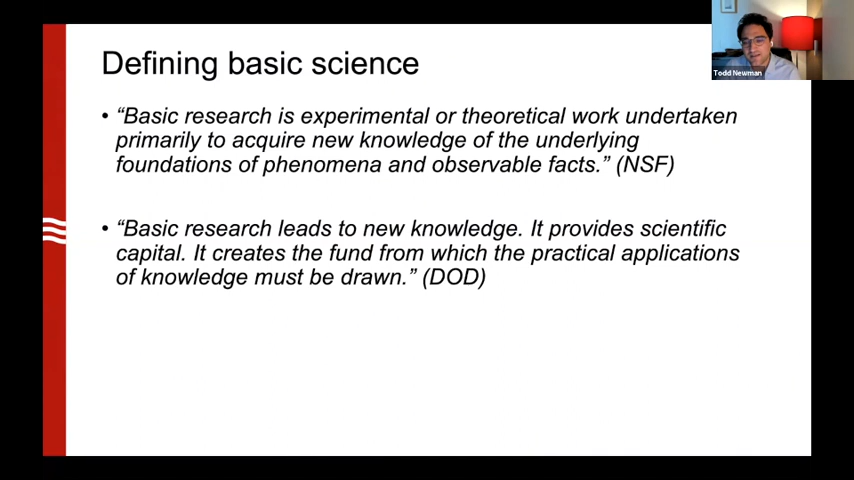 Defining basic science
• “Basic research is experimental or theoretical work undertaken
primarily to acquire new knowledge of the underlying
foundations of phenomena and observable facts.” (NSF)
• “Basic research leads to new knowledge. It provides scientific
capital. It creates the fund from which the practical applications
of knowledge must be drawn.” (DOD)
Todd Newman